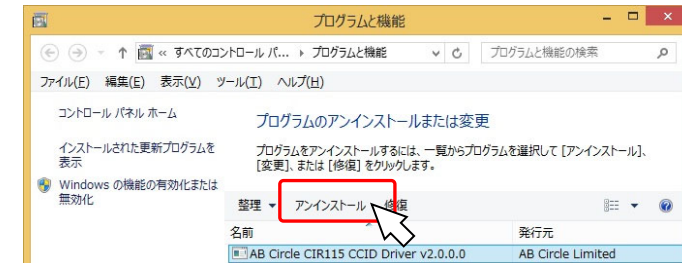 プログラムと機能
« すべてのコントロール パ... ▸ プログラムと機能
プログラムと機能の検索
ファイル(F) 編集(E) 表示(V) ツール(T) ヘルプ(H)
コントロール パネル ホーム
インストールされた更新プログラムを
表示
Windows の機能の有効化または
無効化
プログラムのアンインストールまたは変更
プログラムをアンインストールするには、一覧からプログラムを選択して [アンインストール]、
[変更]、または [修復] をクリックします。
整理 アンインストール 修復
名前 発行元
AB Circle CIR115 CCID Driver v2.0.0.0 AB Circle Limited